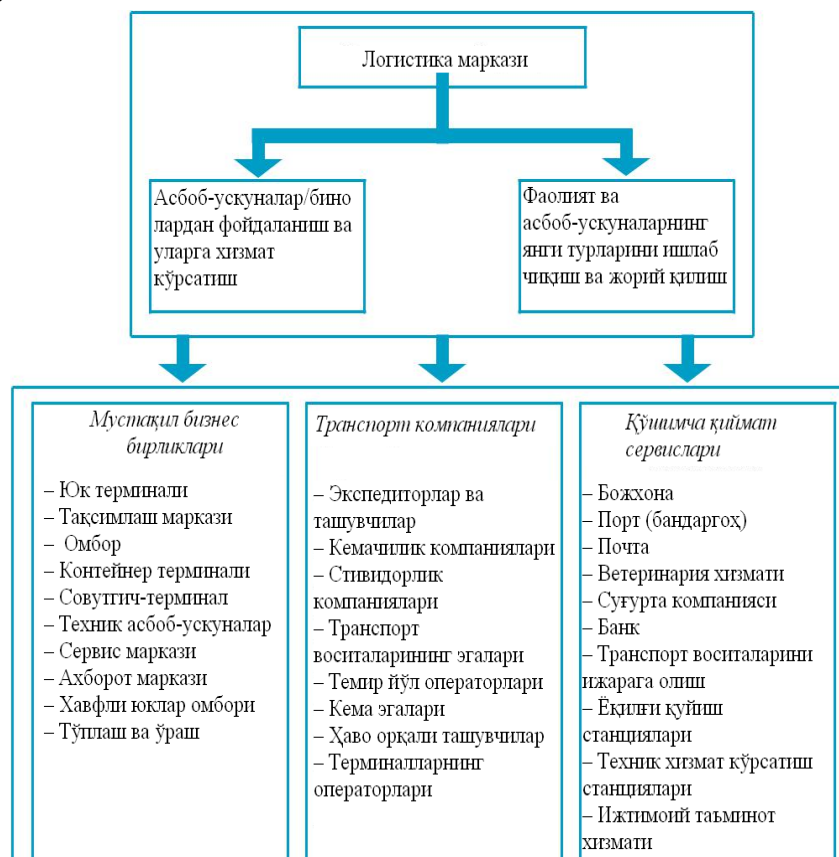 Логистика маркази
Асбоб-ускуналар/бино
лардан фойдаланиш ва
уларга хизмат
кўрсатиш
Фаолият ва
асбоб-ускуналарнинг
янги турларини ишлаб
чиқиш ва жорий қилиш
Мустақил бизнес
бирликлари
– Юк терминали
– Тақсимлаш маркази
– Омбор
– Контейнер терминали
– Совутгич-терминал
– Техник асбоб-ускуналар
– Сервис маркази
– Ахборот маркази
– Хавфли юклар омбори
– Тўплаш ва ўраш
Транспорт компаниялари
– Экспедиторлар ва
ташувчилар
– Кемачилик компаниялари
– Стивидорлик
компаниялари
– Транспорт
воситаларининг эгалари
– Темир йўл операторлари
– Кема эгалари
– Ҳаво орқали ташувчилар
– Терминалларнинг
операторлари
Қўшимча қиймат
сервислари
– Божхона
– Порт (бандаргоҳ)
– Почта
– Ветеринария хизмати
– Суғурта компанияси
– Банк
– Транспорт воситаларини
ижарага олиш
– Ёқилғи қуйиш
станциялари
– Техник хизмат кўрсатиш
станциялари
– Ижтимоий таъминот
хизмати